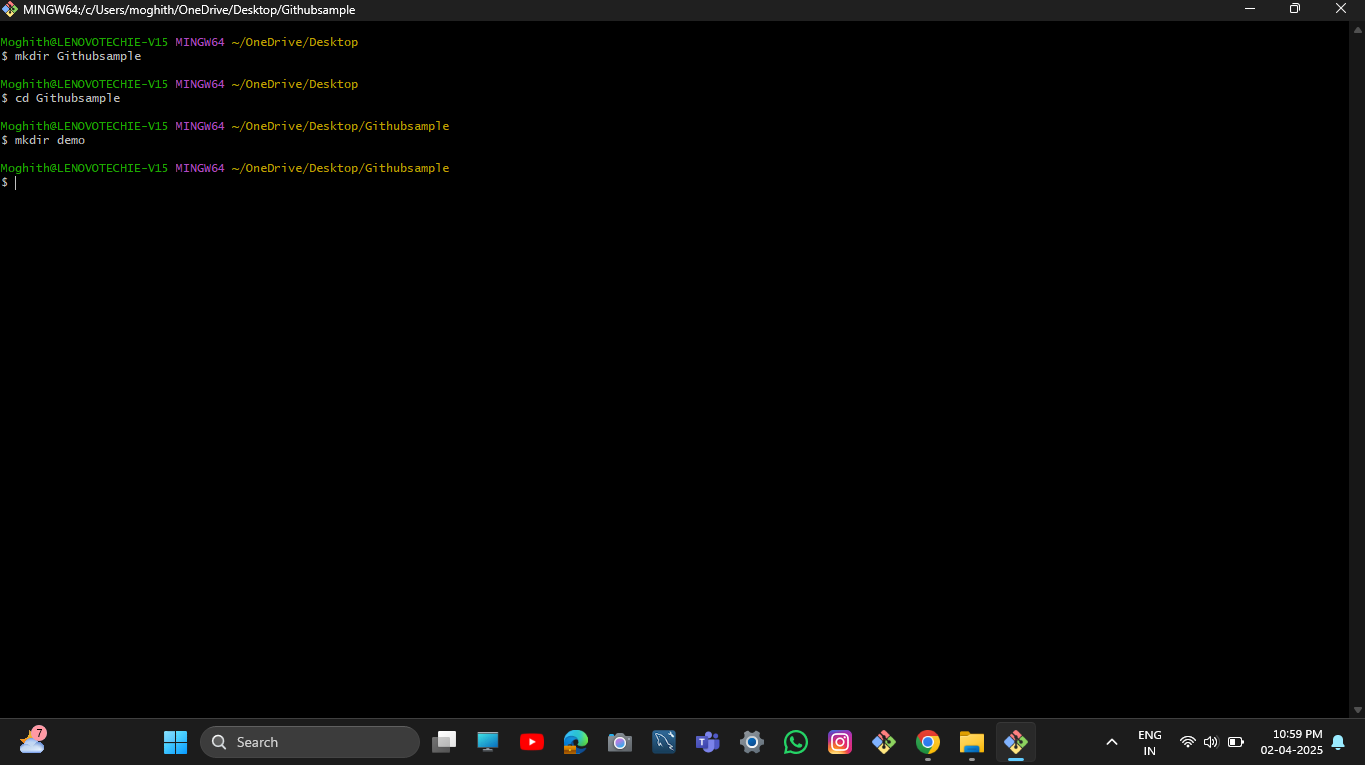 MINGW64:/c/Users/moghith/OneDrive/Desktop/Githubsample
Moghith@LENOVOTECHIE-V15 MINGW64 ~/OneDrive/Desktop
$ mkdir Githubsample
Moghith@LENOVOTECHIE-V15 MINGW64 ~/OneDrive/Desktop
$ cd Githubsample
Moghith@LENOVOTECHIE-V15 MINGW64 ~/OneDrive/Desktop/Githubsample
$ mkdir demo
Moghith@LENOVOTECHIE-V15 MINGW64 ~/OneDrive/Desktop/Githubsample
$
7
Search
ENG
IN
10:59 PM
02-04-2025